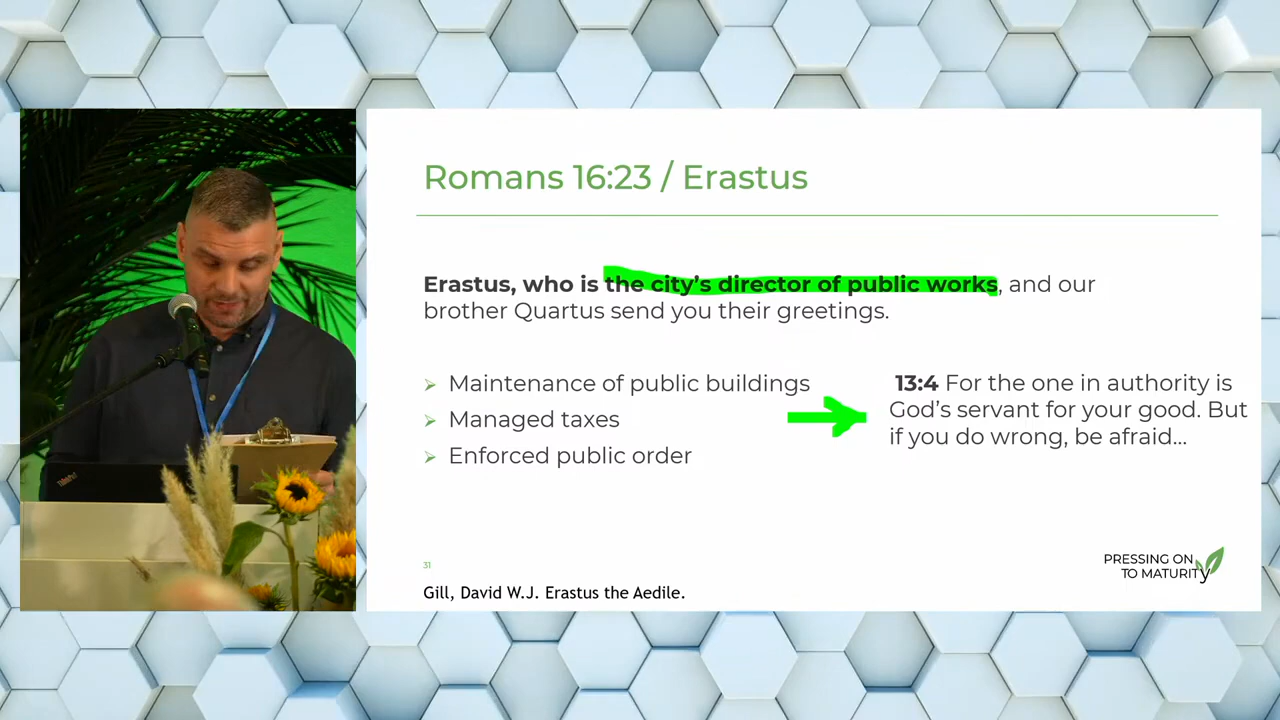 Romans 16:23 / Erastus
Erastus, who is the city's director of public works, and our
brother Quartus send you their greetings.
Maintenance of public buildings
Managed taxes
Enforced public order
13:4 For the one in authority is
God's servant for your good. But
if you do wrong, be afraid...
31
Gill, David W.J. Erastus the Aedile.
PRESSING ON
TO MATURITy
ThinkPad